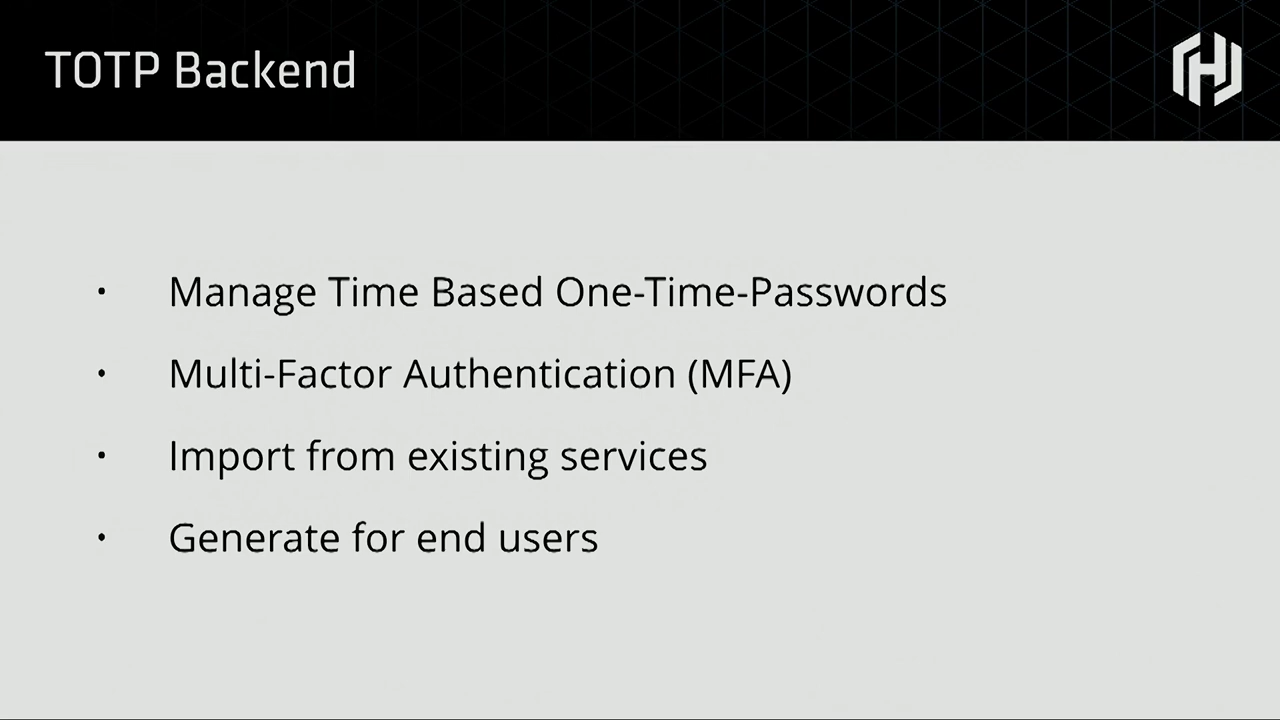 TOTP Backend
• Manage Time Based One-Time-Passwords
• Multi-Factor Authentication (MFA)
• Import from existing services
• Generate for end users